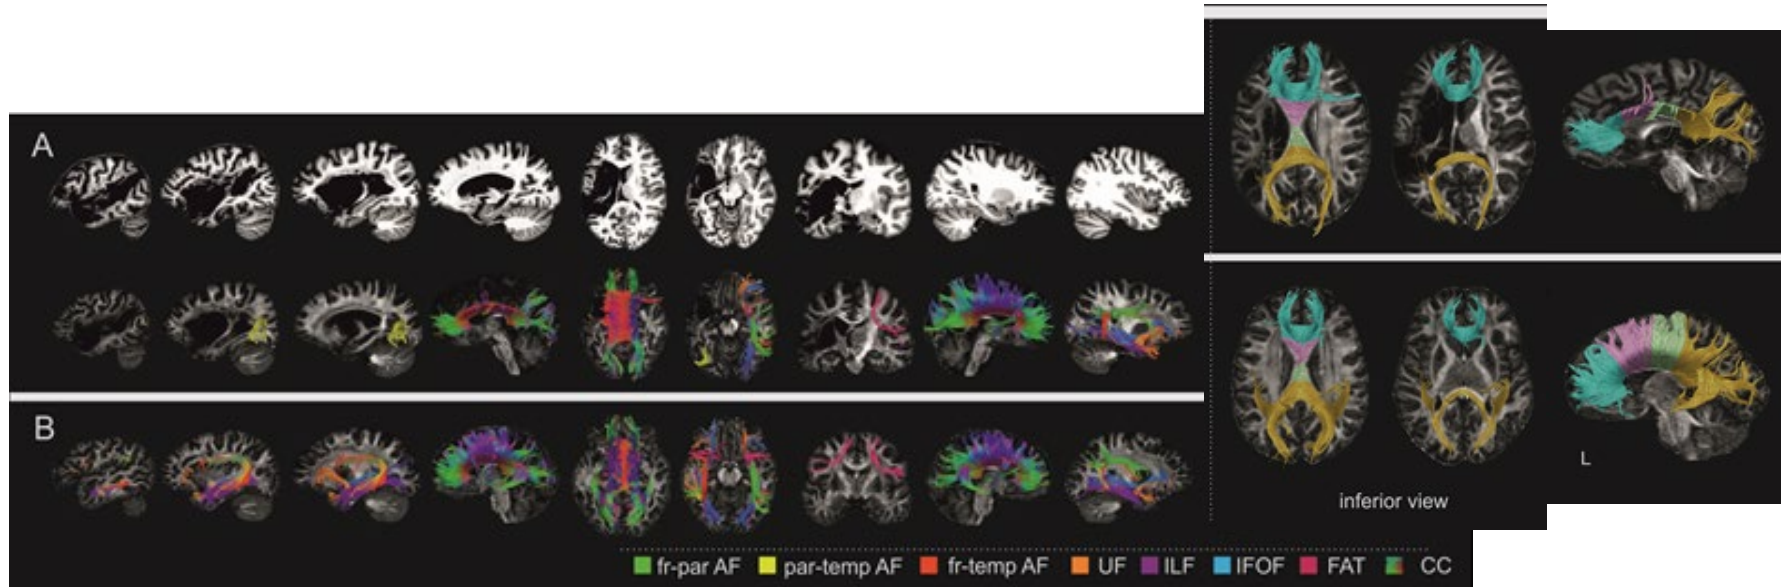 A
B
L
inferior view
fr-par AF par-temp AF fr-temp AF UF ILF IFOF FAT CC